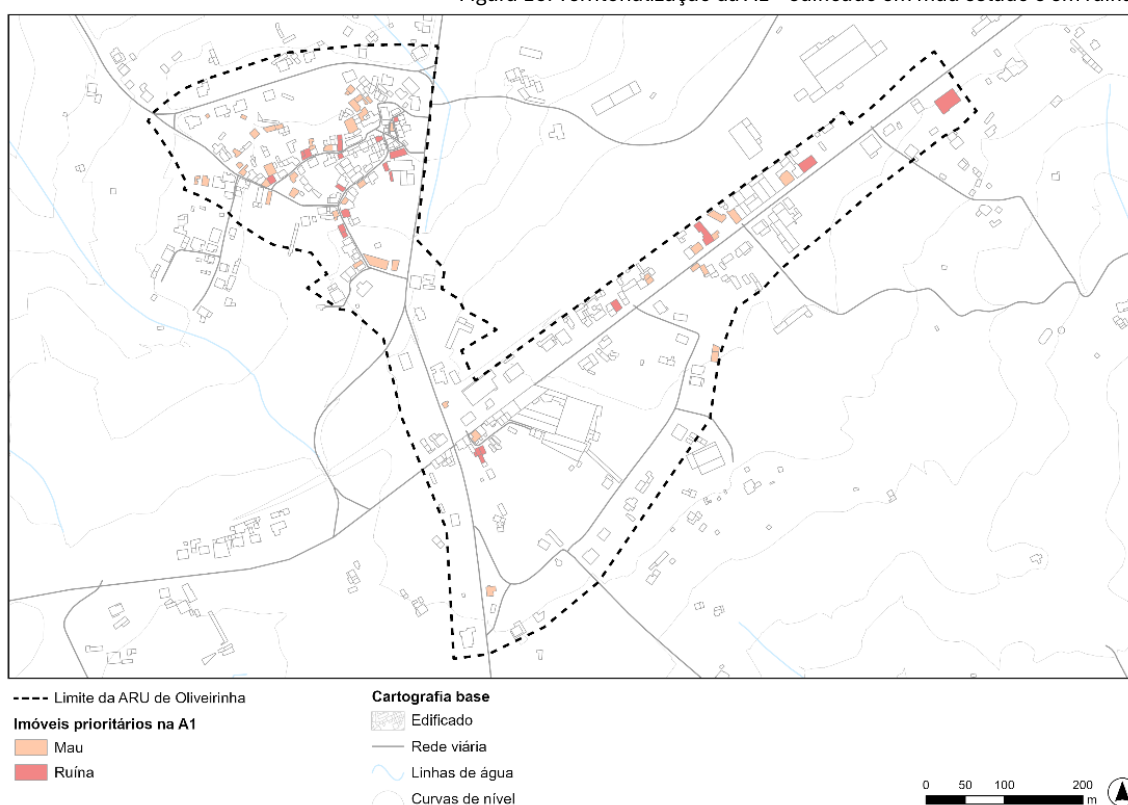 Limite da ARU de Oliveirinha
Imóveis prioritários na A1
Mau
Ruína
Cartografia base
Edificado
Rede viária
Linhas de água
Curvas de nível
0 50 100 200
m